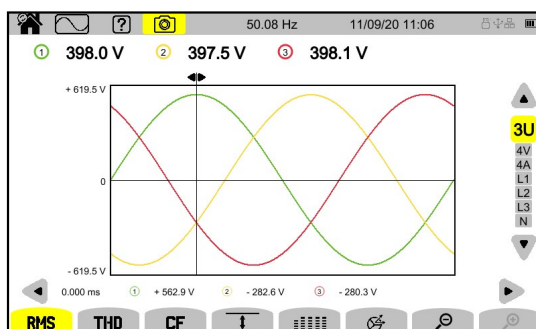 ? 50.08 Hz 11/09/20 11:06
1 398.0 V 2 397.5 V 3 398.1 V
+ 619.5 V
0
- 619.5 V
3U
4V
4A
L1
L2
L3
N
0.000 ms 1 + 562.9 V 2 - 282.6 V 3 - 280.3 V
RMS THD CF